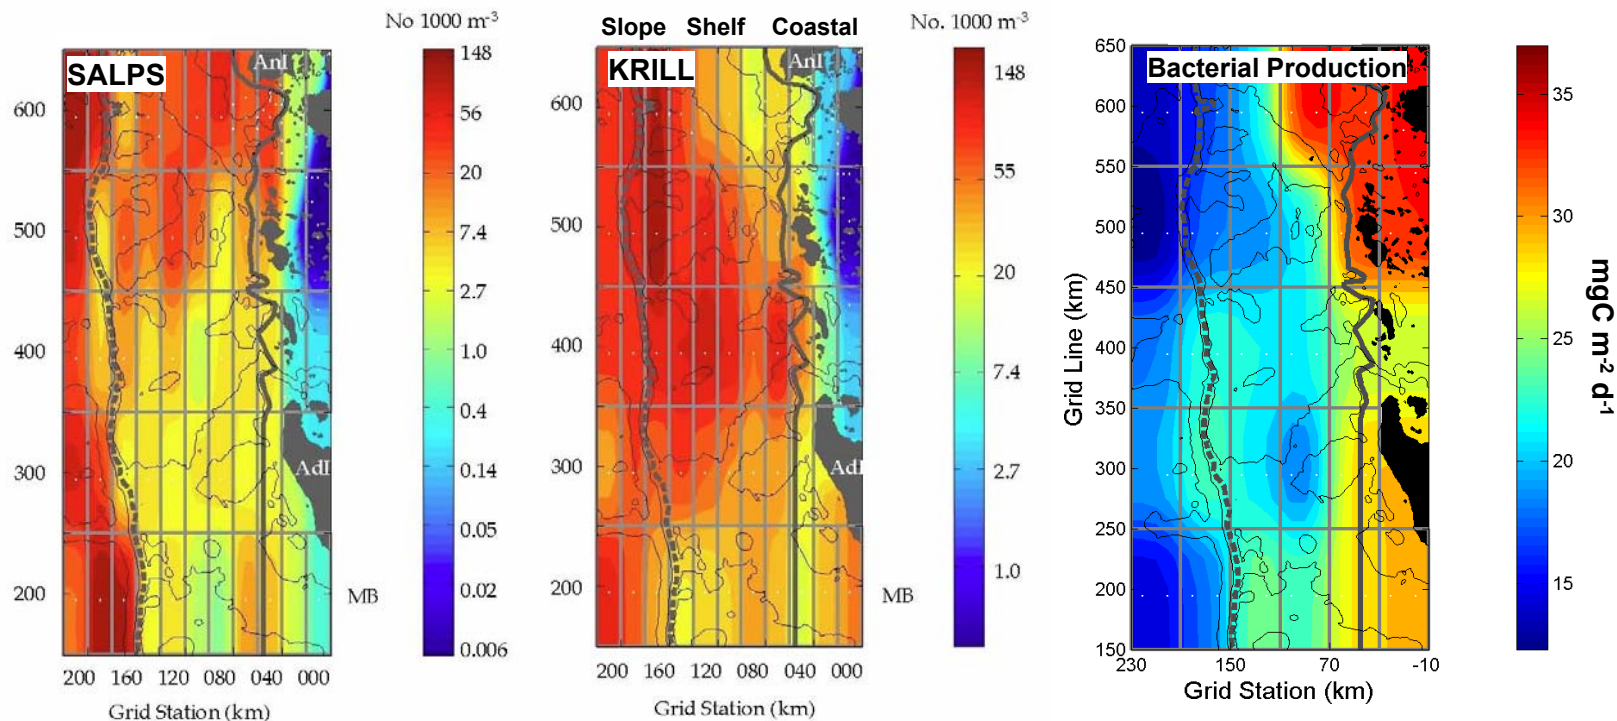 No 1000 m-3
SALPS
AnI
AdI
MB
600
500
400
300
200
200 160 120 080 040 000
Grid Station (km)
148
56
20
7.4
2.7
1.0
0.4
0.14
0.05
0.02
0.006
Slope Shelf Coastal
No. 1000 m-3
KRILL
AnI
AdI
MB
600
500
400
300
200
200 160 120 080 040 000
Grid Station (km)
148
55
20
7.4
2.7
1.0
Bacterial Production
650
600
550
500
450
400
350
300
250
200
150
Grid Line (km)
230 150 70 -10
Grid Station (km)
35
30
25
20
15
mgC m-2 d-1